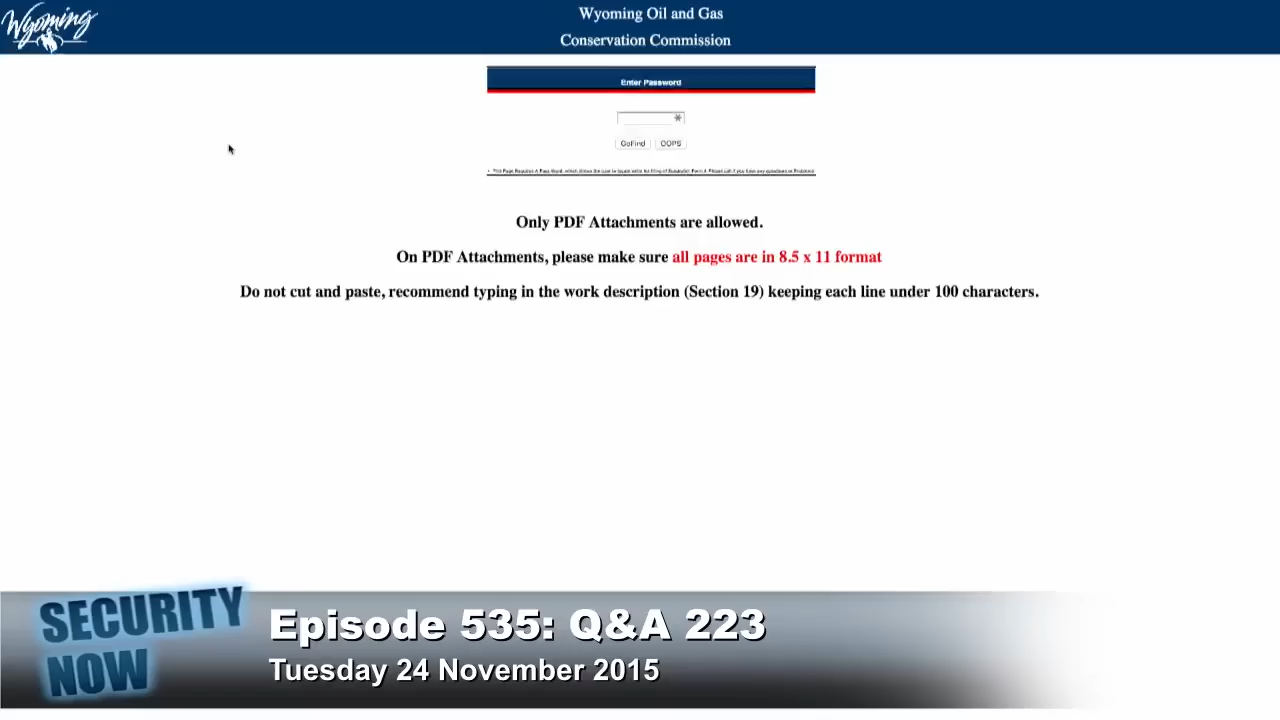 Wyoming
Wyoming Oil and Gas
Conservation Commission
Enter Password
GoFind OOPS
Only PDF Attachments are allowed.
On PDF Attachments, please make sure all pages are in 8.5 x 11 format
Do not cut and paste, recommend typing in the work description (Section 19) keeping each line under 100 characters.
SECURITY
NOW
Episode 535: Q&A 223
Tuesday 24 November 2015